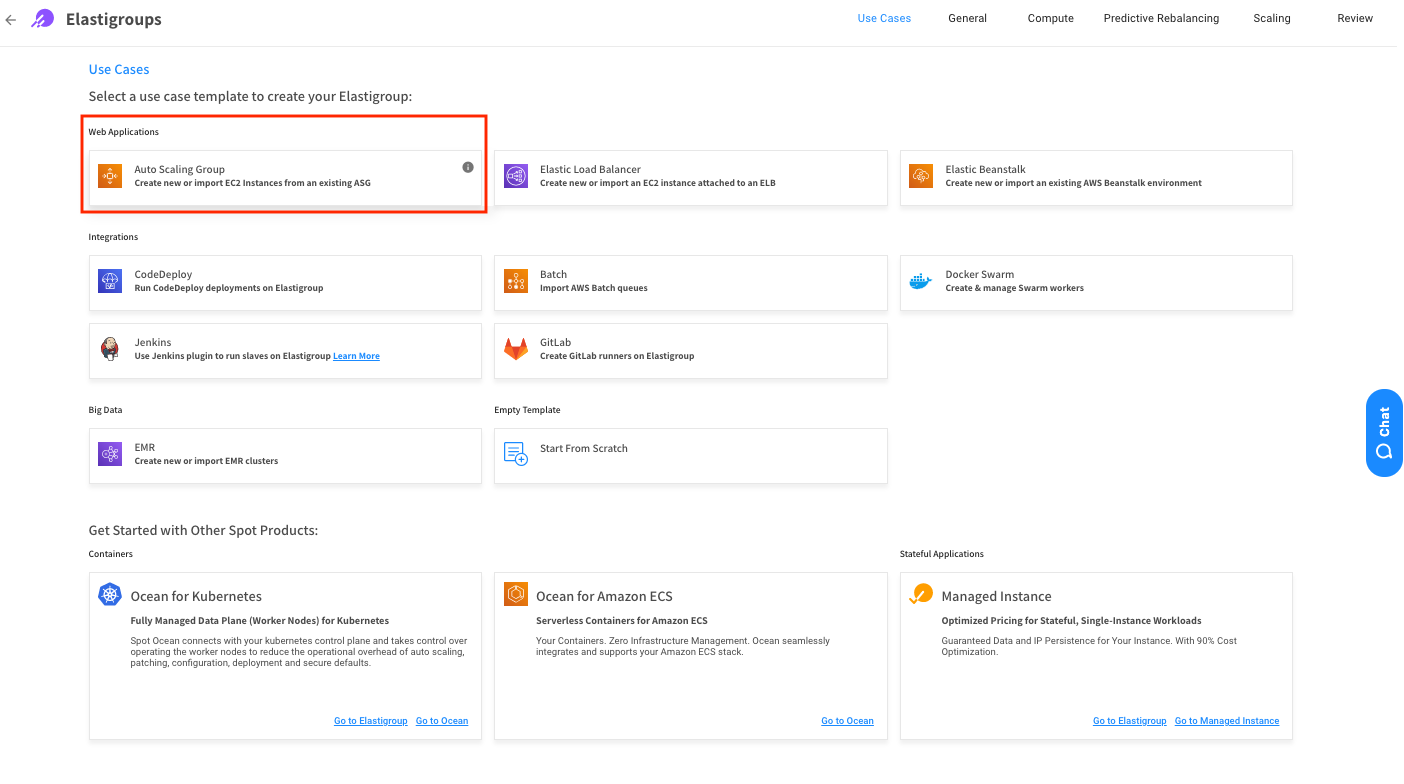 Elastigroups
Use Cases
General
Compute
Predictive Rebalancing
Scaling
Review
Use Cases
Select a use case template to create your Elastigroup:
Web Applications
Auto Scaling Group
Create new or import EC2 Instances from an existing ASG
Elastic Load Balancer
Create new or import an EC2 instance attached to an ELB
Elastic Beanstalk
Create new or import an existing AWS Beanstalk environment
Integrations
CodeDeploy
Run CodeDeploy deployments on Elastigroup
Batch
Import AWS Batch queues
Docker Swarm
Create & manage Swarm workers
Jenkins
Use Jenkins plugin to run slaves on Elastigroup Learn More
GitLab
Create GitLab runners on Elastigroup
Big Data
EMR
Create new or import EMR clusters
Empty Template
Start From Scratch
Chat
Get Started with Other Spot Products:
Containers
Ocean for Kubernetes
Fully Managed Data Plane (Worker Nodes) for Kubernetes
Spot Ocean connects with your kubernetes control plane and takes control over
operating the worker nodes to reduce the operational overhead of auto scaling,
patching, configuration, deployment and secure defaults.
Go to Elastigroup
Go to Ocean
Ocean for Amazon ECS
Serverless Containers for Amazon ECS
Your Containers. Zero Infrastructure Management. Ocean seamlessly
integrates and supports your Amazon ECS stack.
Go to Ocean
Stateful Applications
Managed Instance
Optimized Pricing for Stateful, Single-Instance Workloads
Guaranteed Data and IP Persistence for Your Instance. With 90% Cost
Optimization.
Go to Elastigroup
Go to Managed Instance